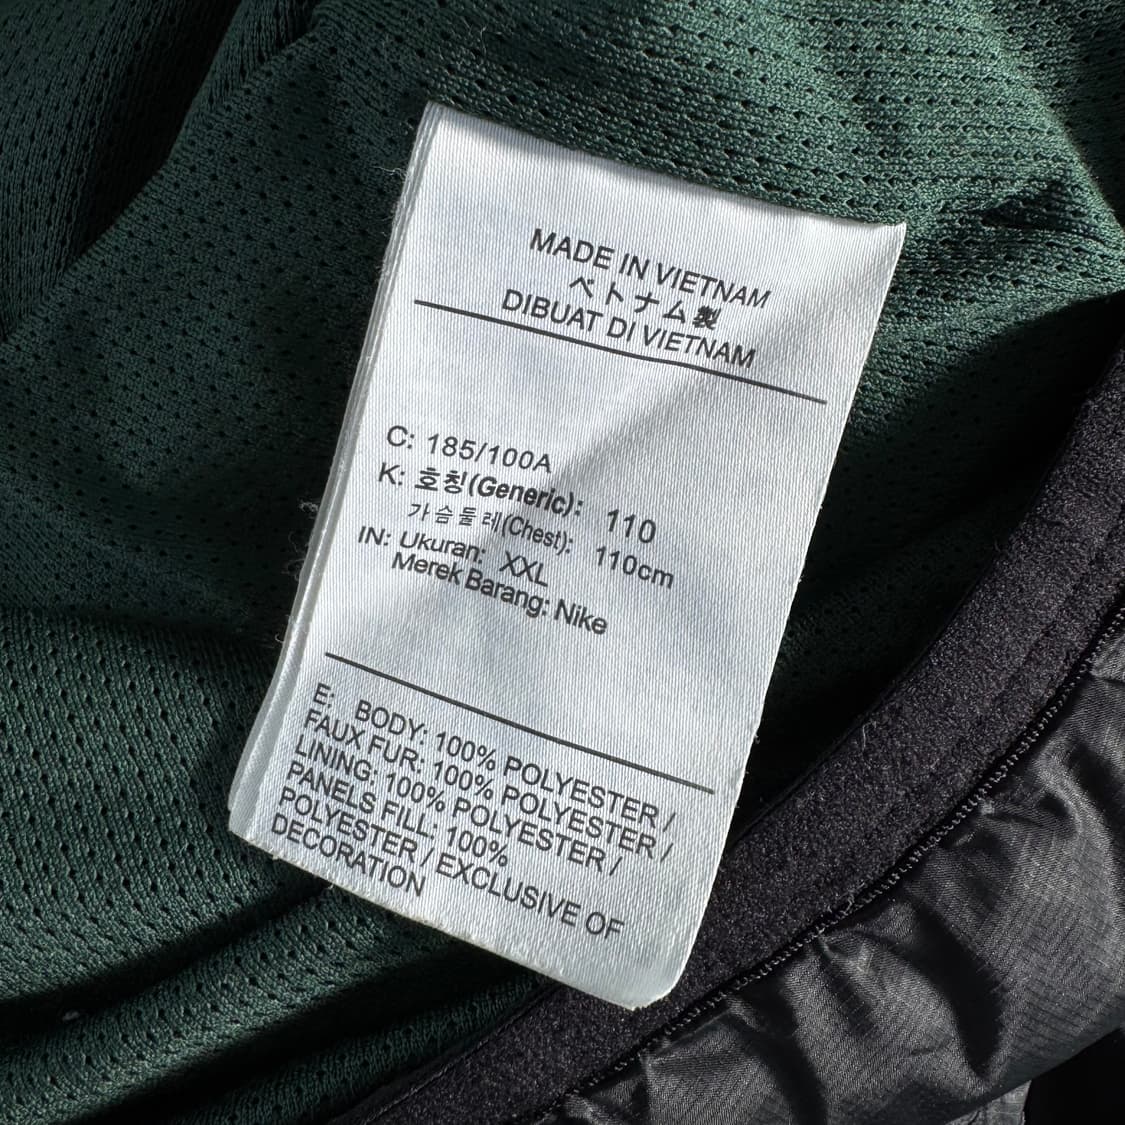 MADE IN VIETNAM
ベトナム製
DIBUAT DI VIETNAM
C: 185/100A
K: 호칭(Generic): 110
가슴둘레(Chest): 110cm
IN: Ukuran: XXL
Merek Barang: Nike
E: BODY: 100% POLYESTER /
FAUX FUR: 100% POLYESTER /
LINING: 100% POLYESTER /
PANELS FILL: 100%
POLYESTER / EXCLUSIVE OF
DECORATION